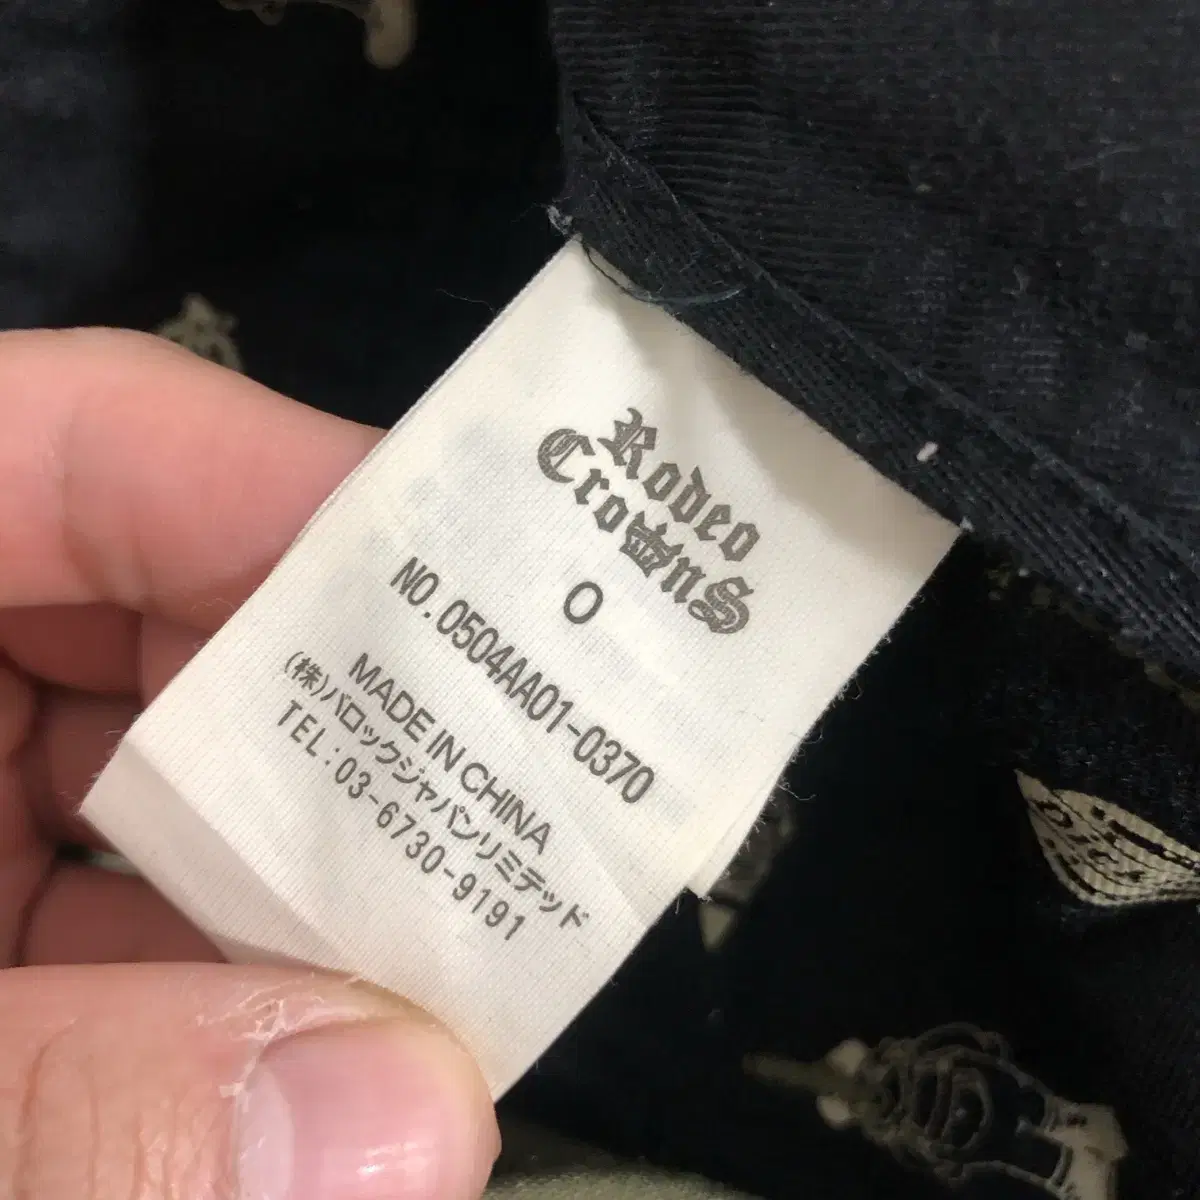 Rodeo
CrownS
0
NO.0504AA01-0370
MADE IN CHINA
(株)バロックジャパンリミテッド
TEL:03-6730-9191